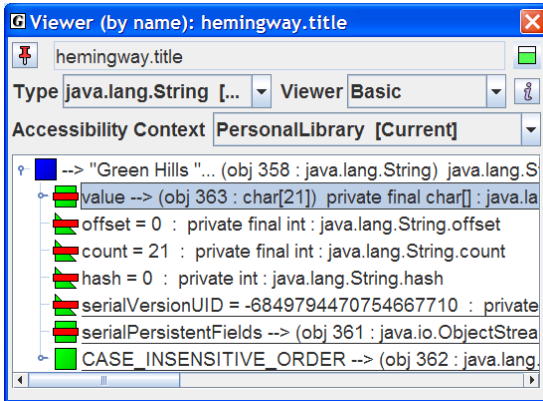 Viewer (by name): hemingway.title
hemingway.title
Type java.lang.String [... Viewer Basic
Accessibility Context PersonalLibrary [Current]
--> "Green Hills "... (obj 358 : java.lang.String) java.lang.S
value --> (obj 363 : char[21]) private final char[] : java.la
offset = 0 : private final int : java.lang.String.offset
count = 21 : private final int : java.lang.String.count
hash = 0 : private int : java.lang.String.hash
serialVersionUID = -6849794470754667710 : private
serialPersistentFields --> (obj 361 : java.io.ObjectStrea
CASE_INSENSITIVE_ORDER --> (obj 362 : java.lang.